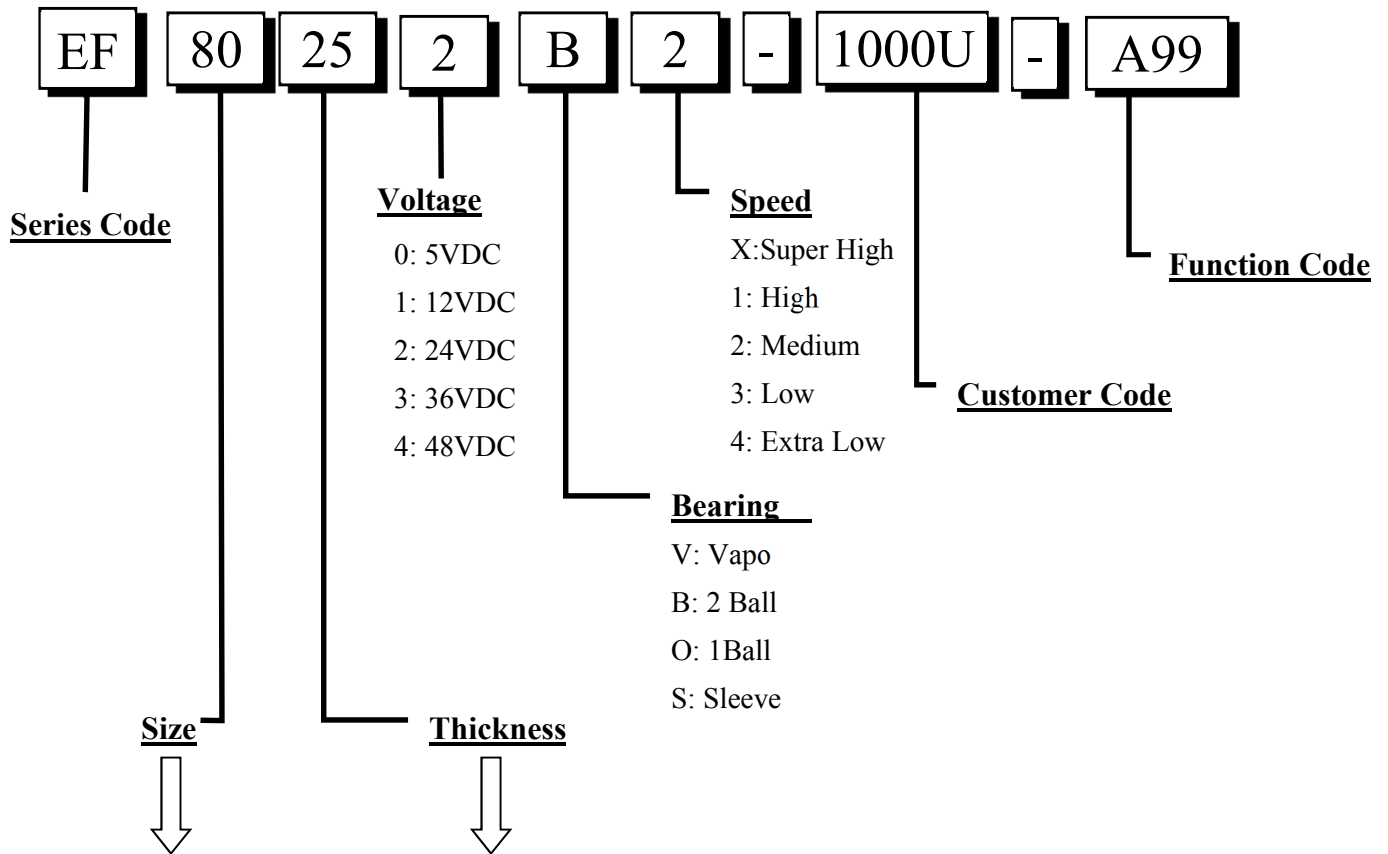 EF 80 25 2 B 2 - 1000U - A99
Series Code
Voltage
0: 5VDC
1: 12VDC
2: 24VDC
3: 36VDC
4: 48VDC
Speed
X:Super High
1: High
2: Medium
3: Low
4: Extra Low
Function Code
Customer Code
Bearing
V: Vapo
B: 2 Ball
O: 1Ball
S: Sleeve
Size
Thickness